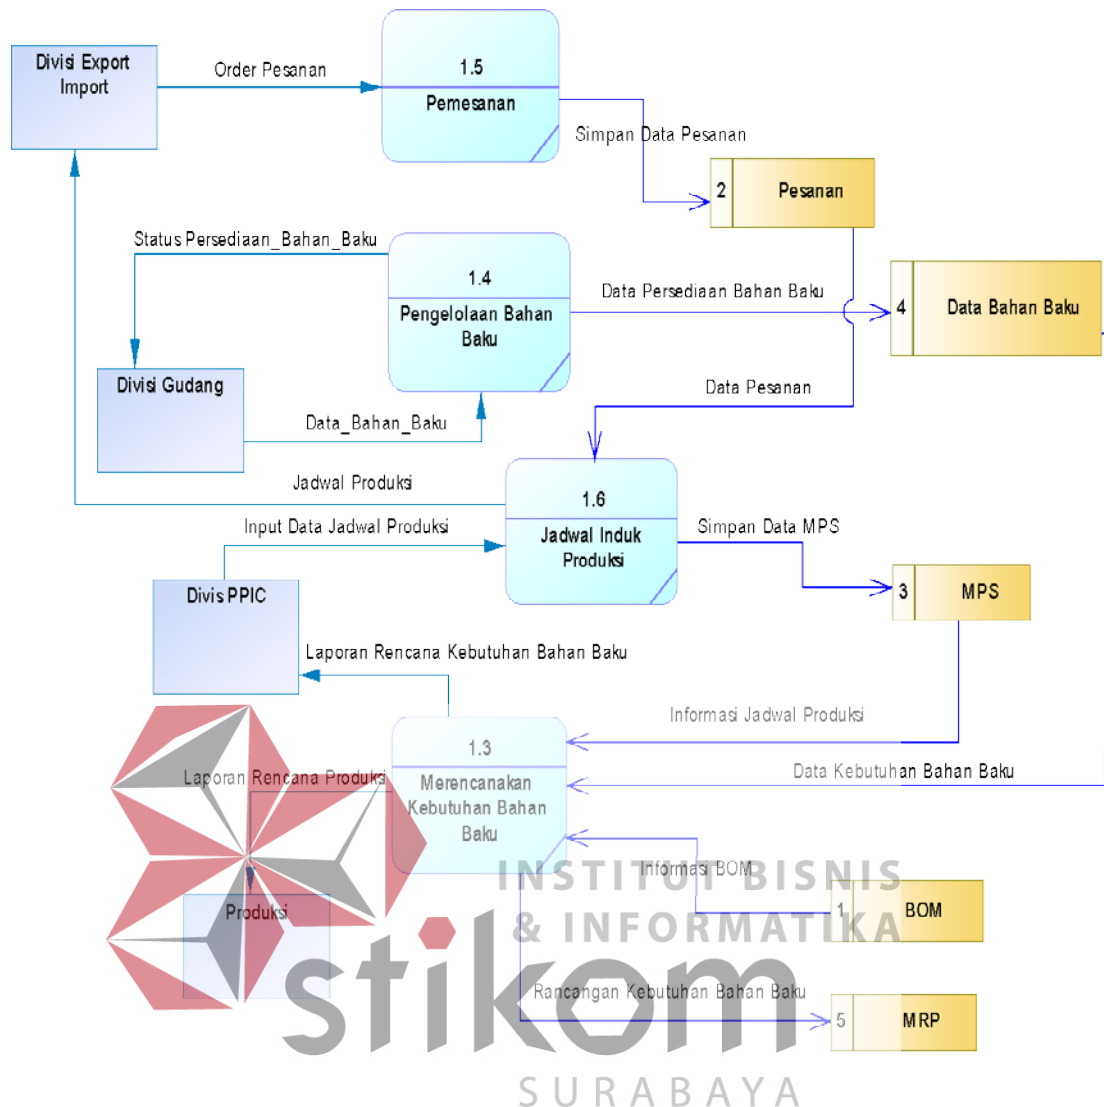 Divisi Export
Import
Order Pesanan
1.5
Pemesanan
Simpan Data Pesanan
2
Pesanan
Status Persediaan_Bahan_Baku
1.4
Pengelolaan Bahan
Baku
Data Persediaan Bahan Baku
4
Data Bahan Baku
Divisi Gudang
Data_Bahan_Baku
Data Pesanan
Jadwal Produksi
1.6
Jadwal Induk
Produksi
Input Data Jadwal Produksi
Simpan Data MPS
3
MPS
Divis PPIC
Laporan Rencana Kebutuhan Bahan Baku
Informasi Jadwal Produksi
1.3
Merencanakan
Kebutuhan Bahan
Baku
Laporan Rencana Produksi
Data Kebutuhan Bahan Baku
Informasi BOM
1
BOM
Produksi
Rancangan Kebutuhan Bahan Baku
5
MRP
INSTITUT BISNIS
& INFORMATIKA
stikom
SURABAYA